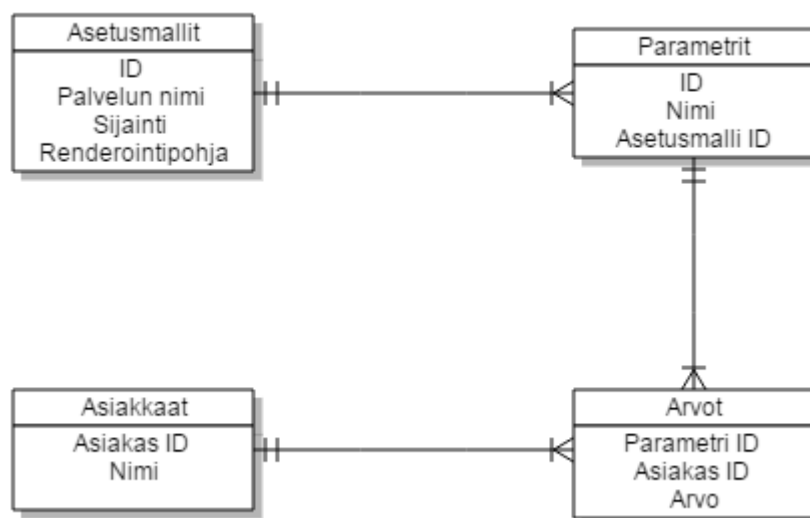 Asetusmallit
ID
Palvelun nimi
Sijainti
Renderointipohja
Parametrit
ID
Nimi
Asetusmalli ID
Asiakkaat
Asiakas ID
Nimi
Arvot
Parametri ID
Asiakas ID
Arvo